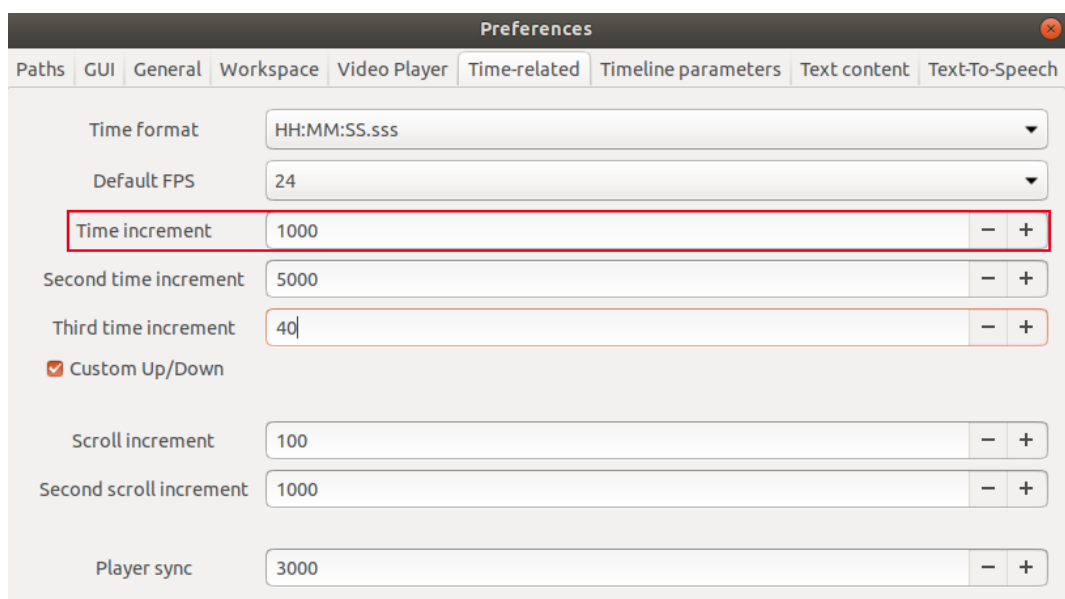 Preferences
Paths GUI General Workspace Video Player Time-related Timeline parameters Text content Text-To-Speech
Time format HH:MM:SS.sss
Default FPS 24
Time increment 1000
Second time increment 5000
Third time increment 40
Custom Up/Down
Scroll increment 100
Second scroll increment 1000
Player sync 3000